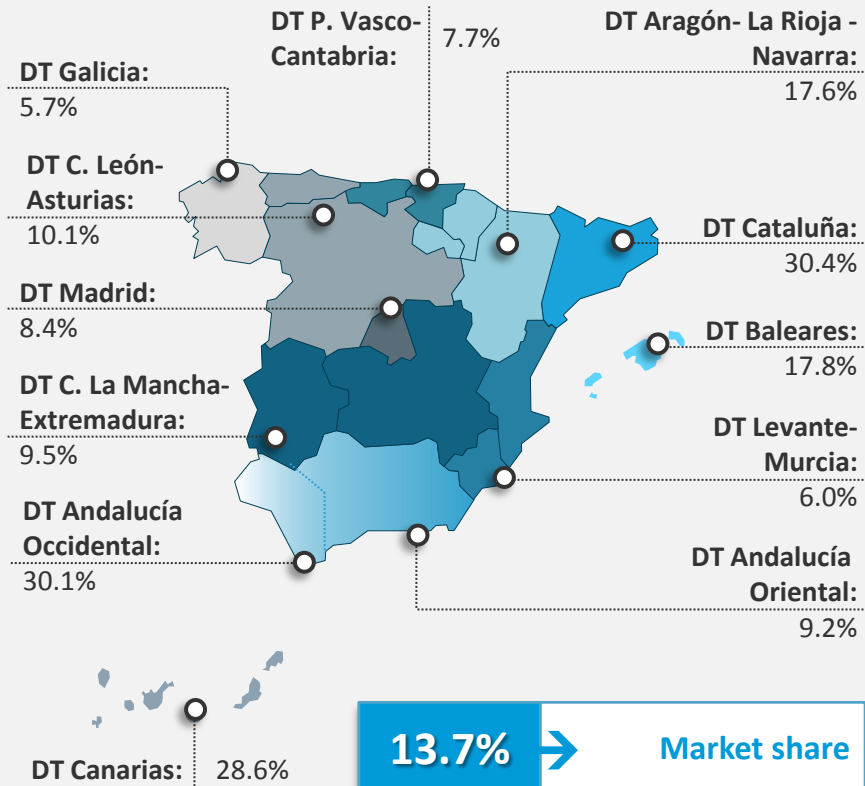 DT P. Vasco-
Cantabria:
7.7%
DT Aragón- La Rioja -
Navarra:
17.6%
DT Galicia:
5.7%
DT C. León-
Asturias:
10.1%
DT Cataluña:
30.4%
DT Madrid:
8.4%
DT Baleares:
17.8%
DT C. La Mancha-
Extremadura:
9.5%
DT Levante-
Murcia:
6.0%
DT Andalucía
Occidental:
30.1%
DT Andalucía
Oriental:
9.2%
DT Canarias: 28.6%
13.7% Market share